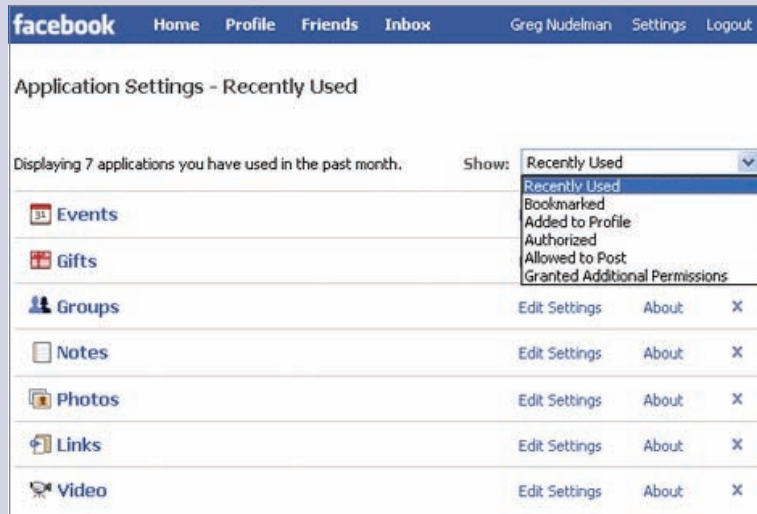 facebook Home Profile Friends Inbox Greg Nudelman Settings Logout
Application Settings - Recently Used
Displaying 7 applications you have used in the past month. Show: Recently Used
Recently Used
Bookmarked
Added to Profile
Authorized
Allowed to Post
Granted Additional Permissions
31 Events
Gifts
Groups Edit Settings About x
Notes Edit Settings About x
Photos Edit Settings About x
Links Edit Settings About x
Video Edit Settings About x